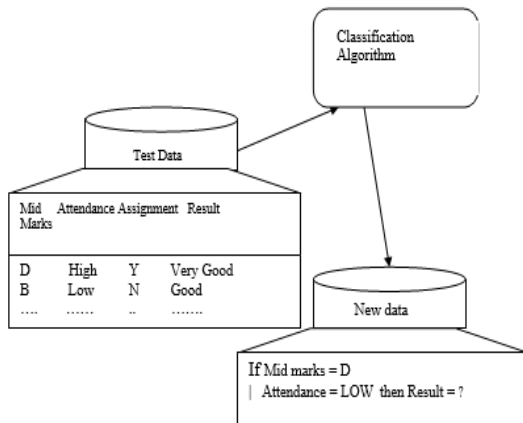 Classification
Algorithm
Test Data
Mid Attendance Assignment Result
Marks
D High Y Very Good
B Low N Good
.... ...... .. .......
New data
If Mid marks = D
| Attendance = LOW then Result = ?